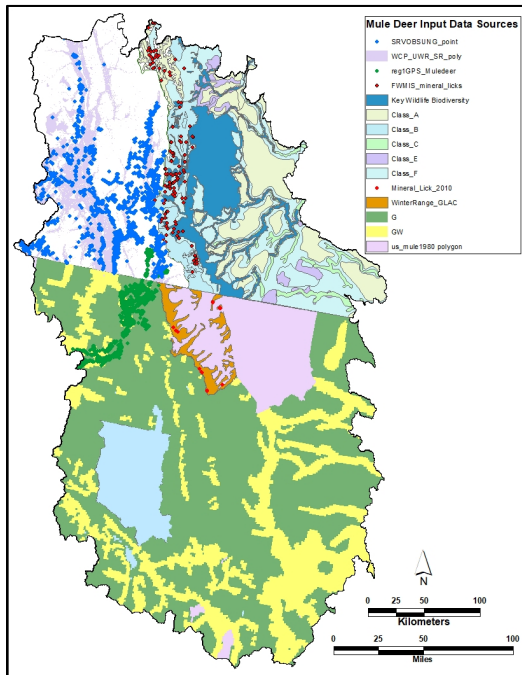 Mule Deer Input Data Sources
SRVOBSUNG_point
WCP_UWR_SR_poly
reg1GPS_Muledeer
FWMIS_mineral_licks
Key Wildlife Biodiversity
Class_A
Class_B
Class_C
Class_E
Class_F
Mineral_Lick_2010
WinterRange_GLAC
G
GW
us_mule1980 polygon
N
0 25 50 100
Kilometers
0 25 50 100
Miles